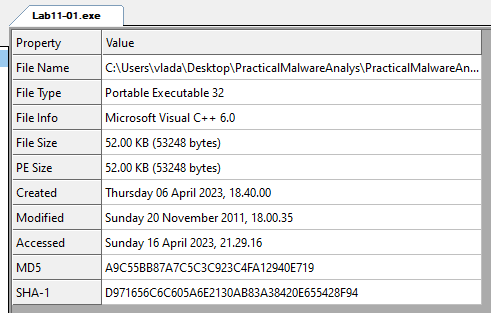 Lab11-01.exe
Property Value
File Name C:\Users\vlada\Desktop\PracticalMalwareAnalys\PracticalMalwareAn...
File Type Portable Executable 32
File Info Microsoft Visual C++ 6.0
File Size 52.00 KB (53248 bytes)
PE Size 52.00 KB (53248 bytes)
Created Thursday 06 April 2023, 18.40.00
Modified Sunday 20 November 2011, 18.00.35
Accessed Sunday 16 April 2023, 21.29.16
MD5 A9C55BB87A7C5C3C923C4FA12940E719
SHA-1 D971656C6C605A6E2130AB83A38420E655428F94